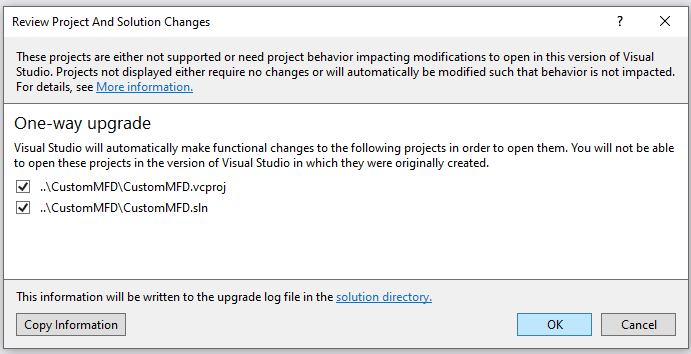 Review Project And Solution Changes
?
These projects are either not supported or need project behavior impacting modifications to open in this version of Visual
Studio. Projects not displayed either require no changes or will automatically be modified such that behavior is not impacted.
For details, see More information.
One-way upgrade
Visual Studio will automatically make functional changes to the following projects in order to open them. You will not be able
to open these projects in the version of Visual Studio in which they were originally created.
..\CustomMFD\CustomMFD.vcproj
..\CustomMFD\CustomMFD.sln
This information will be written to the upgrade log file in the solution directory.
Copy Information
OK
Cancel